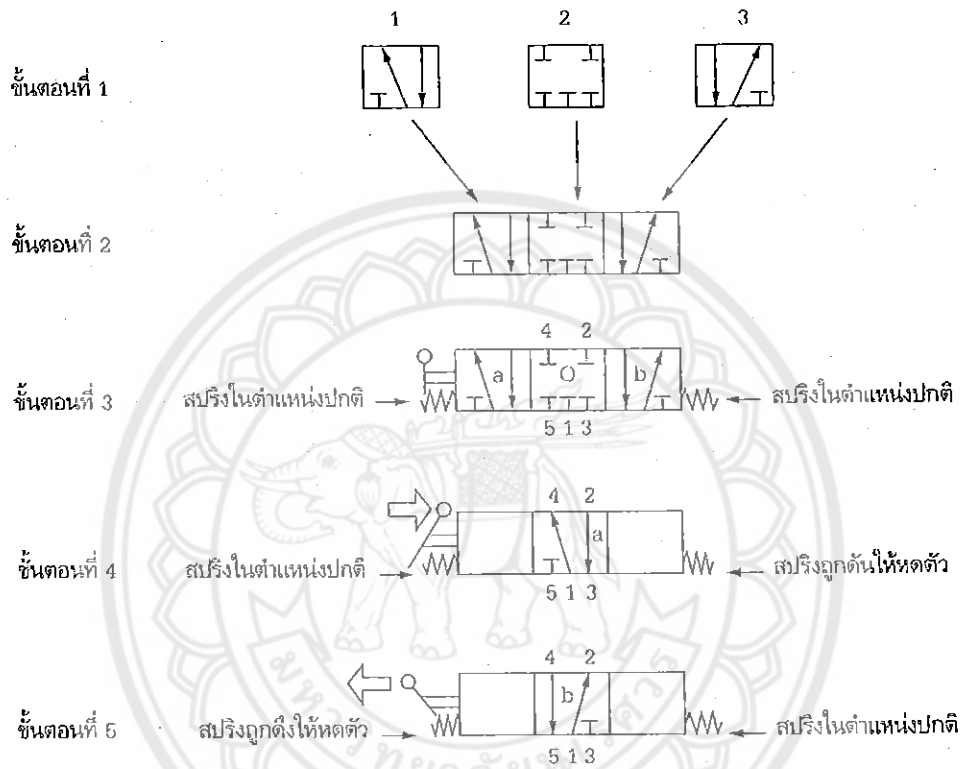 1 2 3
ขั้นตอนที่ 1
ขั้นตอนที่ 2
4 2
a O b
ขั้นตอนที่ 3 สปริงในตำแหน่งปกติ สปริงในตำแหน่งปกติ
5 1 3
4 2
a
ขั้นตอนที่ 4 สปริงในตำแหน่งปกติ สปริงถูกดันให้หดตัว
5 1 3
4 2
b
ขั้นตอนที่ 5 สปริงถูกดึงให้หดตัว สปริงในตำแหน่งปกติ
5 1 3